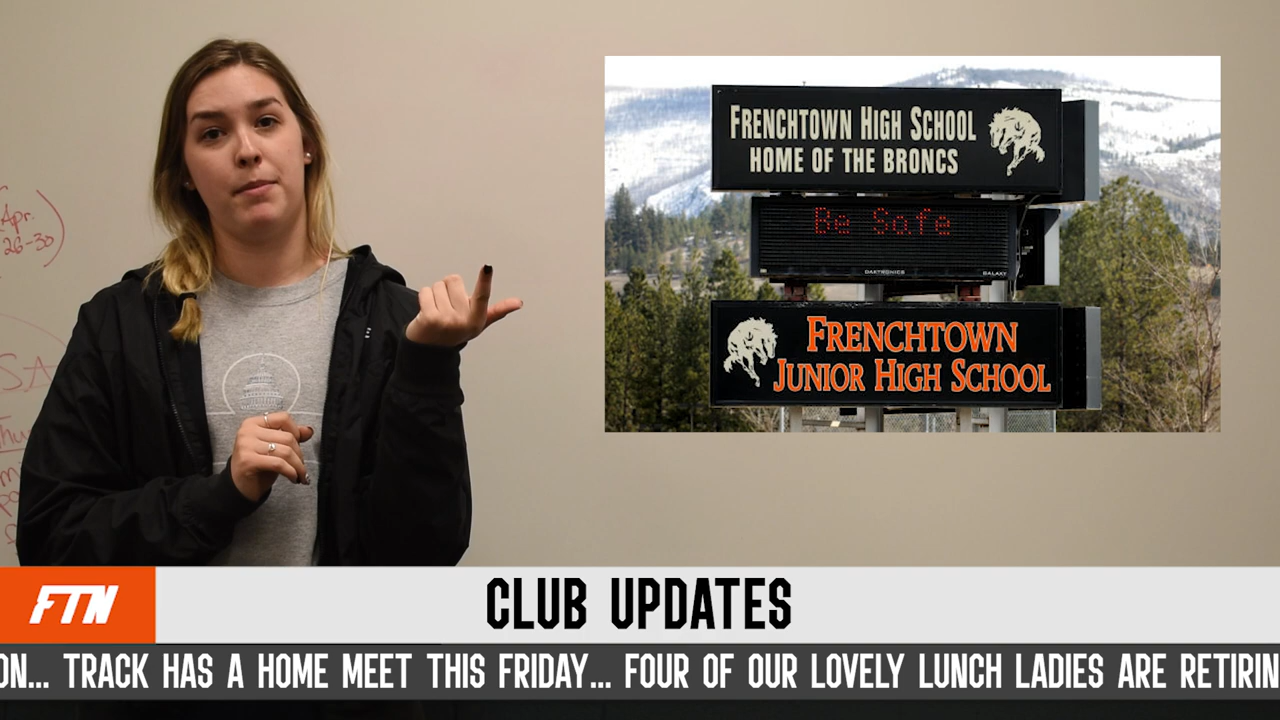 (Apr.
26-30)
SA
FRENCHTOWN HIGH SCHOOL
HOME OF THE BRONCS
Be Safe
DAKTRONICS GALAXY
FRENCHTOWN
JUNIOR HIGH SCHOOL
FTN
CLUB UPDATES
ON... TRACK HAS A HOME MEET THIS FRIDAY... FOUR OF OUR LOVELY LUNCH LADIES ARE RETIRIN